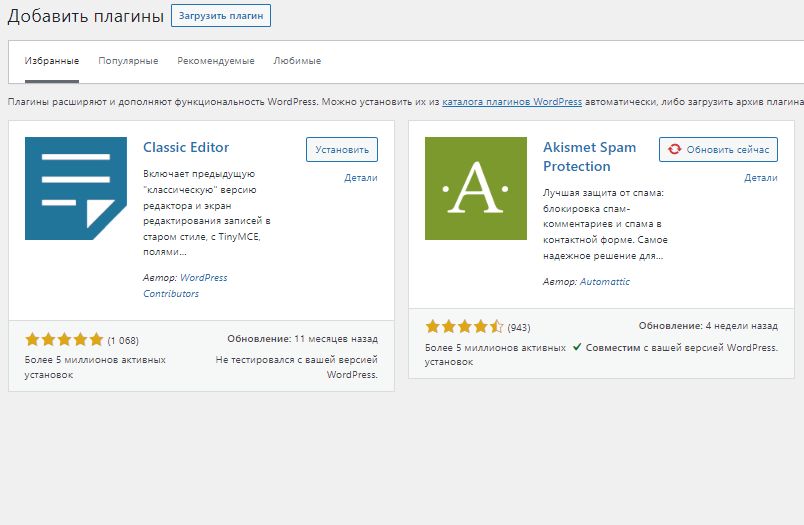 Добавить плагины
Загрузить плагин
Избранные
Популярные
Рекомендуемые
Любимые
Плагины расширяют и дополняют функциональность WordPress. Можно установить их из каталога плагинов WordPress автоматически, либо загрузить архив плагина
Classic Editor
Установить
Детали
Включает предыдущую
"классическую" версию
редактора и экран
редактирования записей в
старом стиле, с TinyMCE,
полями...
Автор: WordPress
Contributors
(1 068)
Обновление: 11 месяцев назад
Более 5 миллионов активных
установок
Не тестировался с вашей версией
WordPress.
Akismet Spam
Protection
Обновить сейчас
Детали
Лучшая защита от спама:
блокировка спам-
комментариев и спама в
контактной форме. Самое
надежное решение для...
Автор: Automattic
A
(943)
Обновление: 4 недели назад
Более 5 миллионов активных
установок
Совместим с вашей версией WordPress.